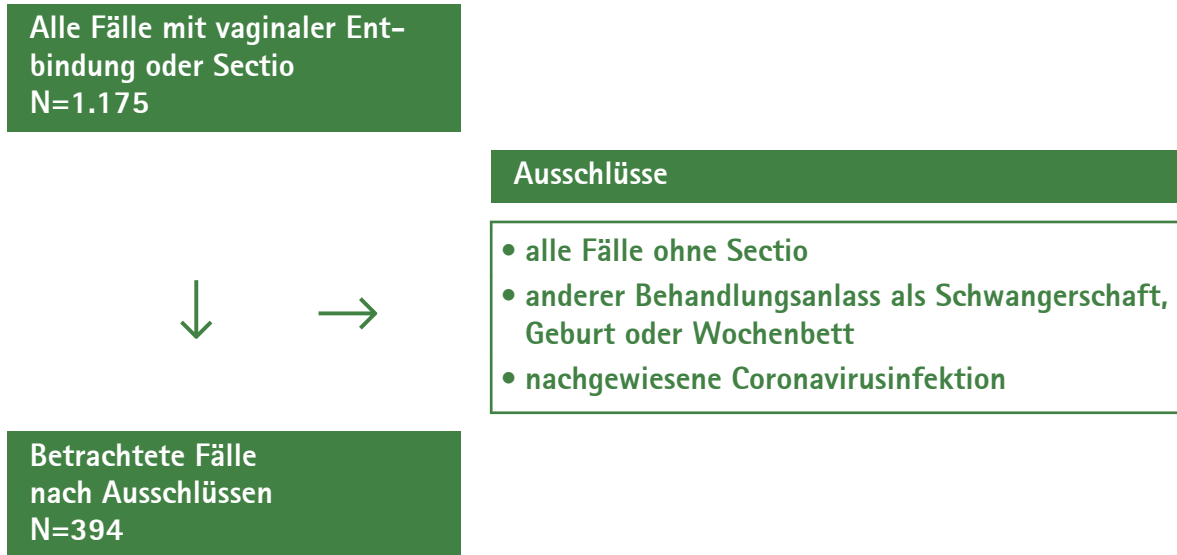 Alle Fälle mit vaginaler Ent-
bindung oder Sectio
N=1.175
Ausschlüsse
• alle Fälle ohne Sectio
• anderer Behandlungsanlass als Schwangerschaft,
Geburt oder Wochenbett
• nachgewiesene Coronavirusinfektion
Betrachtete Fälle
nach Ausschlüssen
N=394